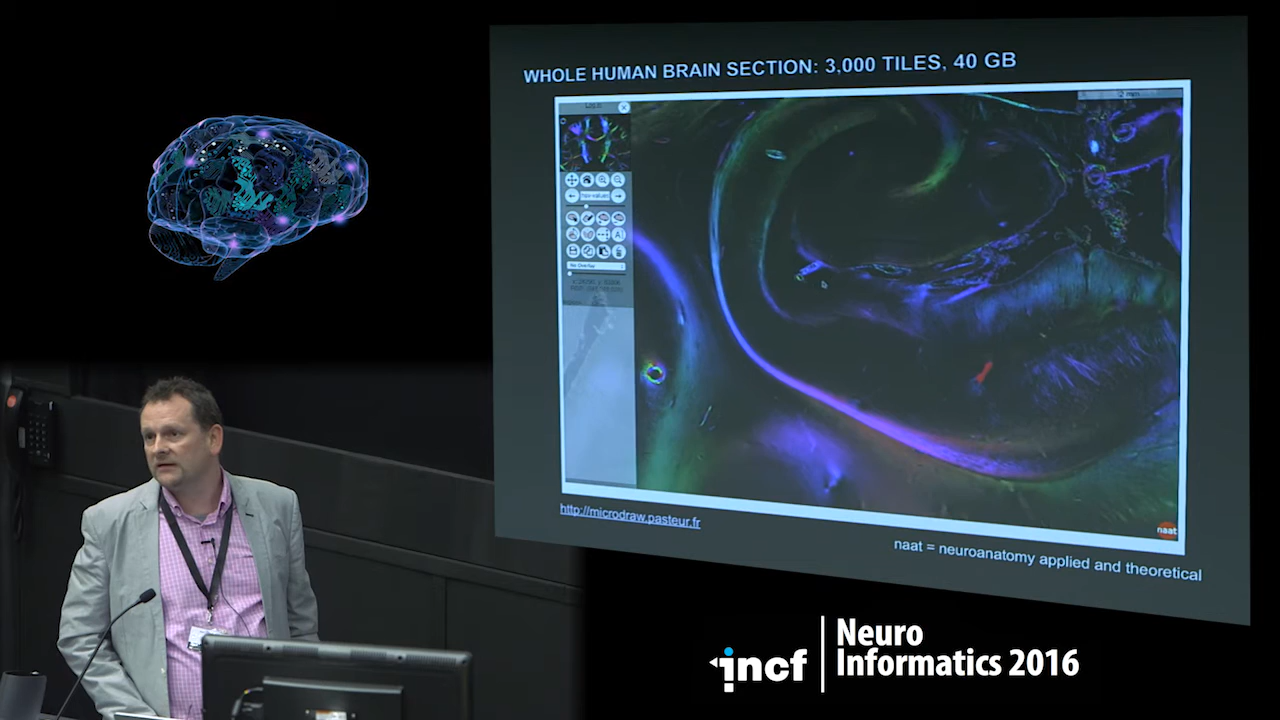 WHOLE HUMAN BRAIN SECTION: 3,000 TILES, 40 GB
mm
naat
http://microdraw.pasteur.fr
naat = neuroanatomy applied and theoretical
incf
Neuro
Informatics 2016